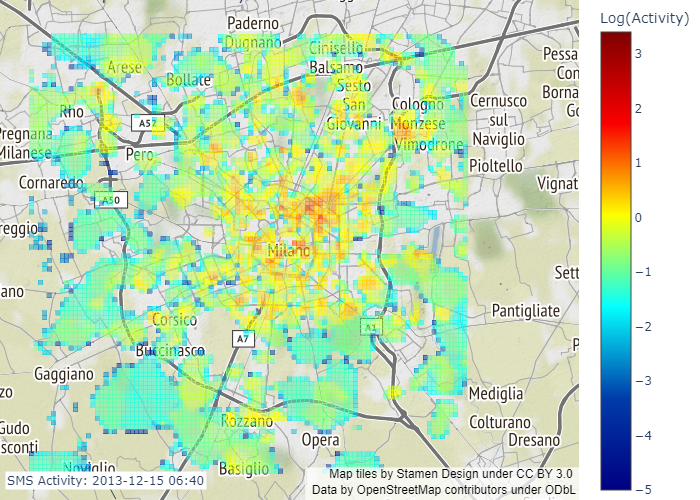 Paderno
Dugnano
Cinisello
Balsamo
Arese
Bollate
Sesto
San
Giovanni
Cologno
Monzese
Vimodrone
Cernusco
sul
Naviglio
Pioltello
Rho
A52
Pero
Pregnana
Milanese
Cornaredo
A50
reggio
Milano
Vignat
Pessa
Con
Borna
Go
Sett
ano
Corsico
A7
A1
Buccinasco
Pantigliate
P
Gaggiano
Mediglia
Colturano
Dresano
zo
Gudo
sconti
Rozzano
Opera
Noviglio
Basiglio
SMS Activity: 2013-12-15 06:40
Map tiles by Stamen Design under CC BY 3.0
Data by OpenStreetMap contributors under ODbL
Log(Activity)
3
2
1
0
−1
−2
−3
−4
−5